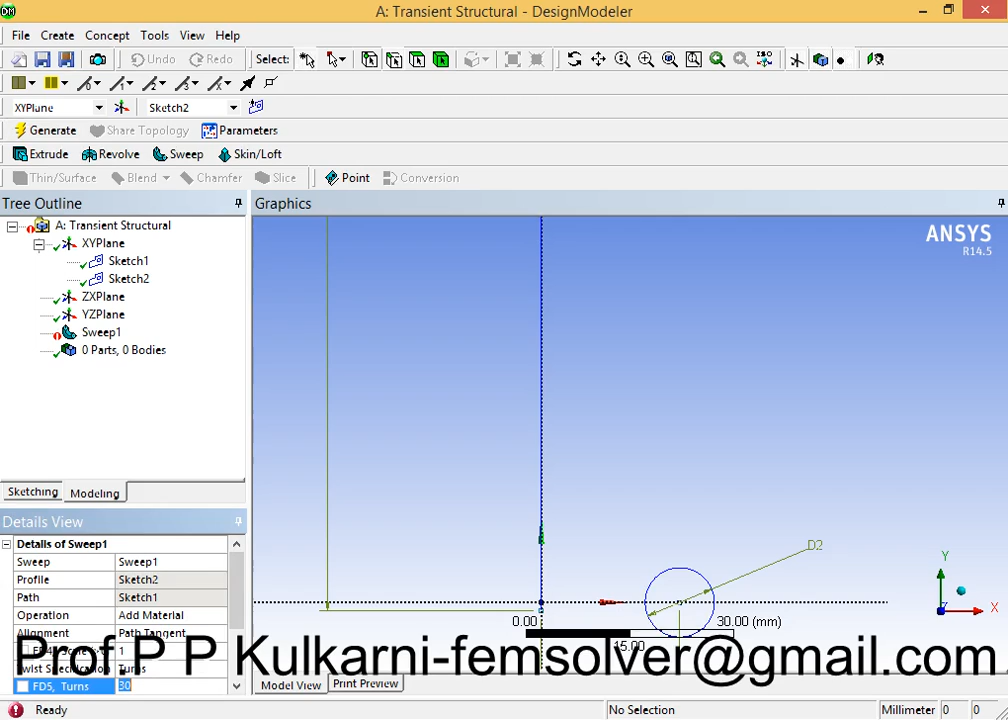 A: Transient Structural - DesignModeler
File Create Concept Tools View Help
Undo Redo Select:
XYPlane Sketch2
Generate Share Topology Parameters
Extrude Revolve Sweep Skin/Loft
Thin/Surface Blend Chamfer Slice Point Conversion
Tree Outline
A: Transient Structural
XYPlane
Sketch1
Sketch2
ZXPlane
YZPlane
Sweep1
0 Parts, 0 Bodies
Sketching Modeling
Details View
Details of Sweep1
Sweep Sweep1
Profile Sketch2
Path Sketch1
Operation Add Material
Alignment Path Tangent
1
Twist Specification Turns
FD5, Turns 30
Graphics
ANSYS
R14.5
D2
0.00 30.00 (mm)
15.00
Y
X
Z
Prof P P Kulkarni-femsolver@gmail.com
Model View Print Preview
Ready No Selection Millimeter 0 0